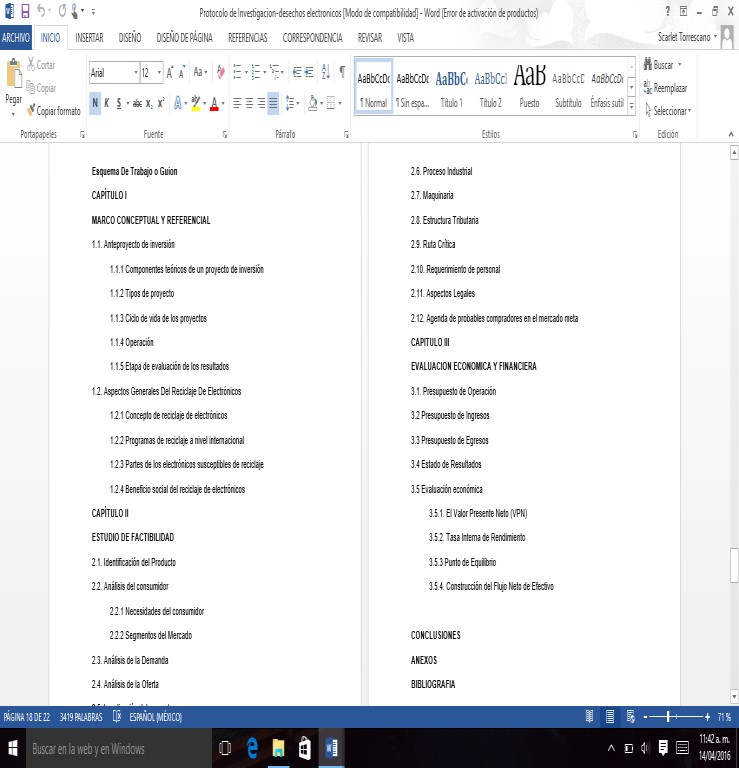 Protocolo de Investigacion-desechos electronicos [Modo de compatibilidad] - Word (Error de activación de productos)
ARCHIVO INICIO INSERTAR DISEÑO DISEÑO DE PÁGINA REFERENCIAS CORRESPONDENCIA REVISAR VISTA Scarlet Torrescano
Pegar
Cortar
Copiar
Copiar formato
Portapapeles
Arial 12
Fuente
Párrafo
AaBbCcDc AaBbCcDc AaBbC AaBbCcI AaB AaBbCcD AaBbCcDc
¶ Normal ¶ Sin espa... Título 1 Título 2 Puesto Subtítulo Énfasis sutil
Estilos
Buscar
Reemplazar
Seleccionar
Edición
Esquema De Trabajo o Guion
CAPÍTULO I
MARCO CONCEPTUAL Y REFERENCIAL
1.1. Anteproyecto de inversión
1.1.1 Componentes teóricos de un proyecto de inversión
1.1.2 Tipos de proyecto
1.1.3 Ciclo de vida de los proyectos
1.1.4 Operación
1.1.5 Etapa de evaluación de los resultados
1.2. Aspectos Generales Del Reciclaje De Electrónicos
1.2.1 Concepto de reciclaje de electrónicos
1.2.2 Programas de reciclaje a nivel internacional
1.2.3 Partes de los electrónicos susceptibles de reciclaje
1.2.4 Beneficio social del reciclaje de electrónicos
CAPÍTULO II
ESTUDIO DE FACTIBILIDAD
2.1. Identificación del Producto
2.2. Análisis del consumidor
2.2.1 Necesidades del consumidor
2.2.2 Segmentos del Mercado
2.3. Análisis de la Demanda
2.4. Análisis de la Oferta
2.6. Proceso Industrial
2.7. Maquinaria
2.8. Estructura Tributaria
2.9. Ruta Crítica
2.10. Requerimiento de personal
2.11. Aspectos Legales
2.12. Agenda de probables compradores en el mercado meta
CAPITULO III
EVALUACION ECONOMICA Y FINANCIERA
3.1. Presupuesto de Operación
3.2 Presupuesto de Ingresos
3.3 Presupuesto de Egresos
3.4 Estado de Resultados
3.5 Evaluación económica
3.5.1. El Valor Presente Neto (VPN)
3.5.2. Tasa Interna de Rendimiento
3.5.3 Punto de Equilibrio
3.5.4. Construcción del Flujo Neto de Efectivo
CONCLUSIONES
ANEXOS
BIBLIOGRAFIA
PÁGINA 18 DE 22 3419 PALABRAS ESPAÑOL (MÉXICO) 71 %
Buscar en la web y en Windows
11:42 a. m.
14/04/2016